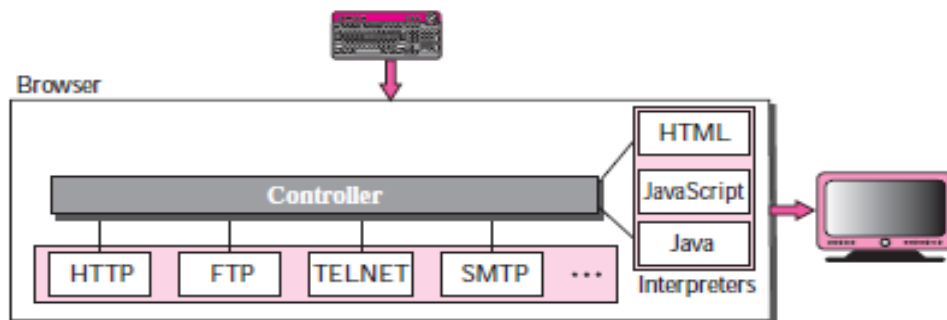 Browser
HTML
Controller
JavaScript
Java
HTTP FTP TELNET SMTP ...
Interpreters